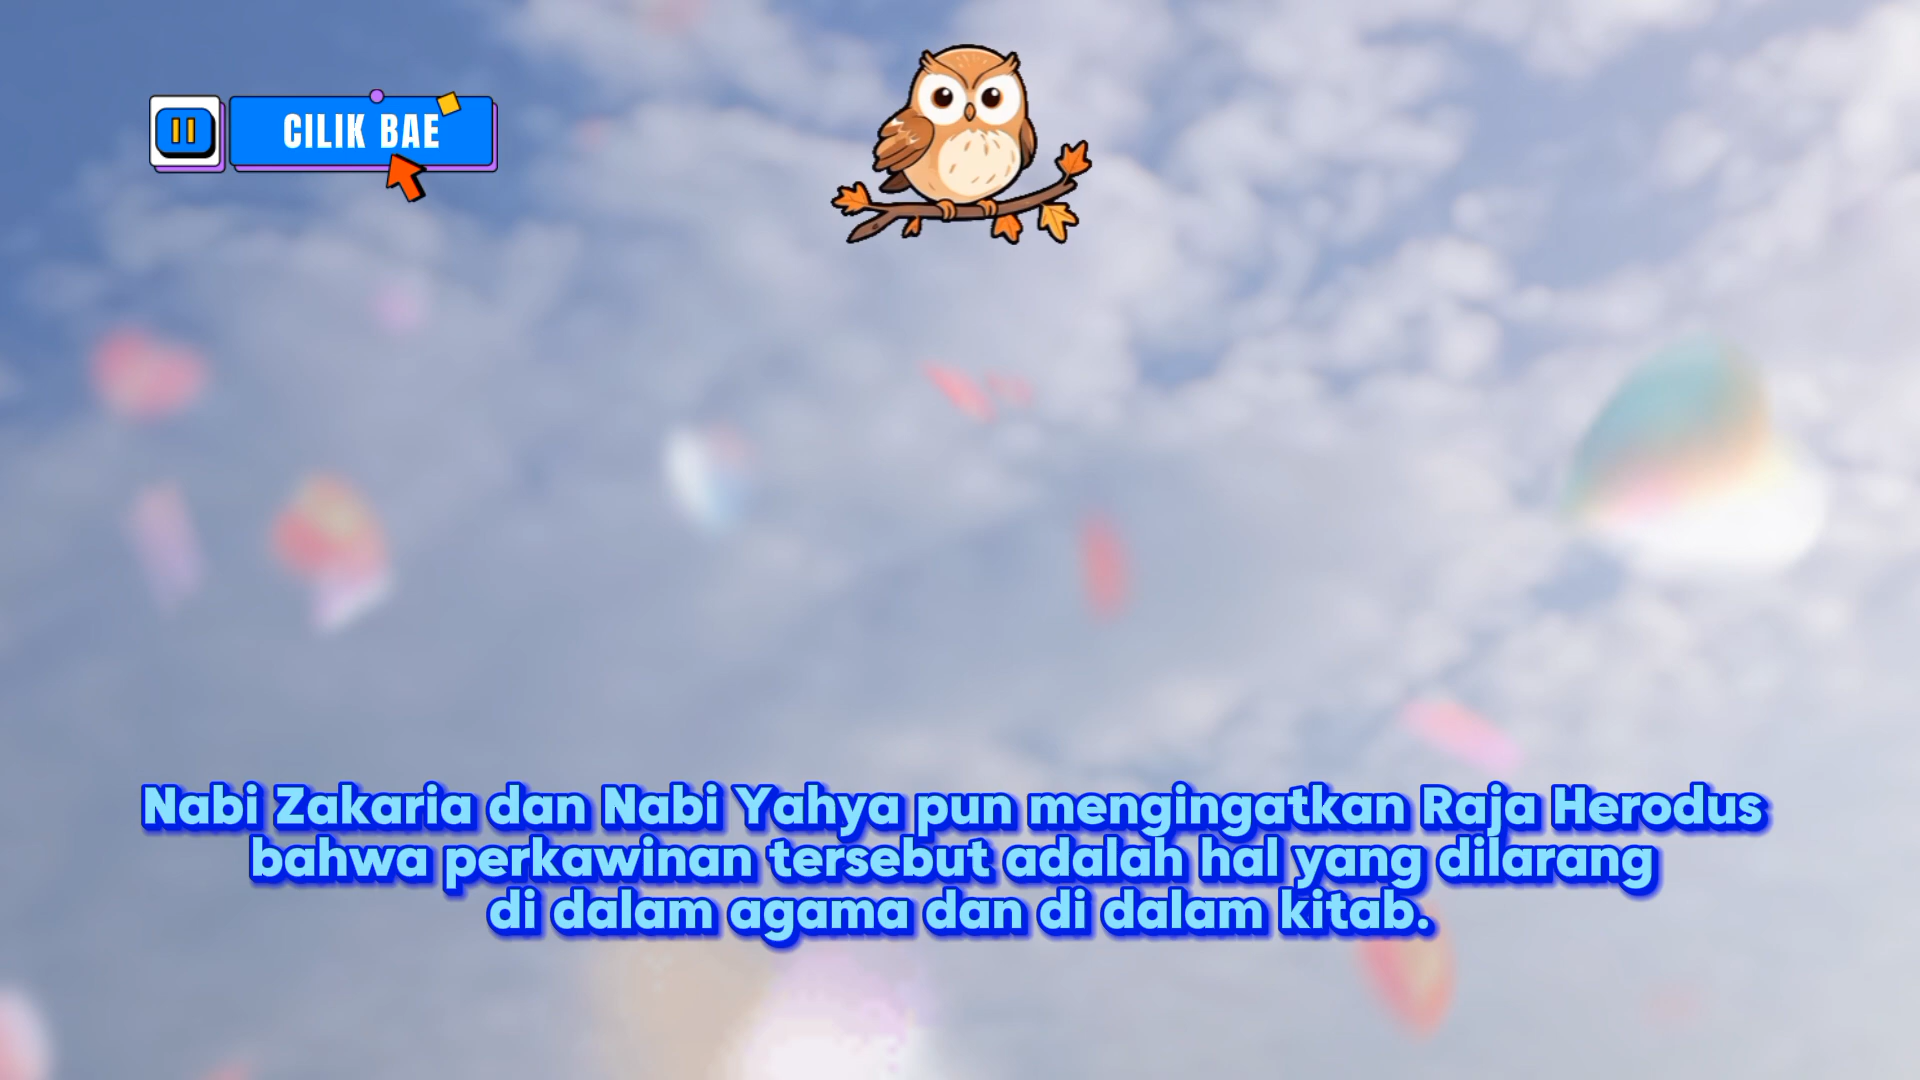 CILIK BAE
Nabi Zakaria dan Nabi Yahya pun mengingatkan Raja Herodus
bahwa perkawinan tersebut adalah hal yang dilarang
di dalam agama dan di dalam kitab.